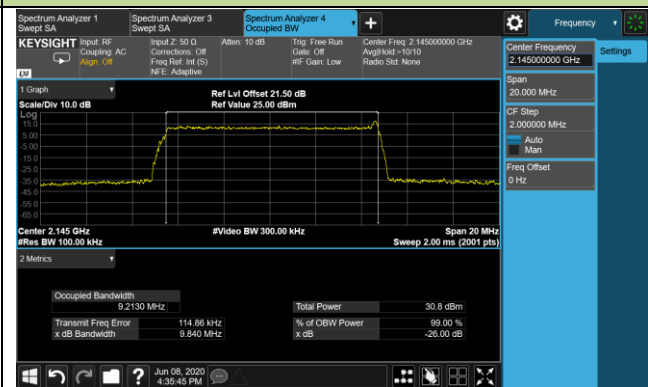 Spectrum Analyzer 1
Swept SA
Spectrum Analyzer 3
Swept SA
Spectrum Analyzer 4
Occupied BW
Frequency
KEYSIGHT
Input: RF
Coupling: AC
Align: Off
Input Z: 50 Ω
Corrections: Off
Freq Ref: Int (S)
NFE: Adaptive
Atten: 10 dB
Trig: Free Run
Gate: Off
#IF Gain: Low
Center Freq: 2.145000000 GHz
Avg|Hold:>10/10
Radio Std: None
LXI
Center Frequency
2.145000000 GHz
Settings
Span
20.000 MHz
CF Step
2.000000 MHz
Auto
Man
Freq Offset
0 Hz
1 Graph
Scale/Div 10.0 dB
Ref Lvl Offset 21.50 dB
Ref Value 25.00 dBm
Log
15.0
5.00
-5.00
-15.0
-25.0
-35.0
-45.0
-55.0
-65.0
Center 2.145 GHz
#Res BW 100.00 kHz
#Video BW 300.00 kHz
Span 20 MHz
Sweep 2.00 ms (2001 pts)
2 Metrics
Occupied Bandwidth
9.2130 MHz
Total Power
30.8 dBm
Transmit Freq Error
114.86 kHz
% of OBW Power
99.00 %
x dB Bandwidth
9.840 MHz
x dB
-26.00 dB
?
Jun 08, 2020
4:35:45 PM